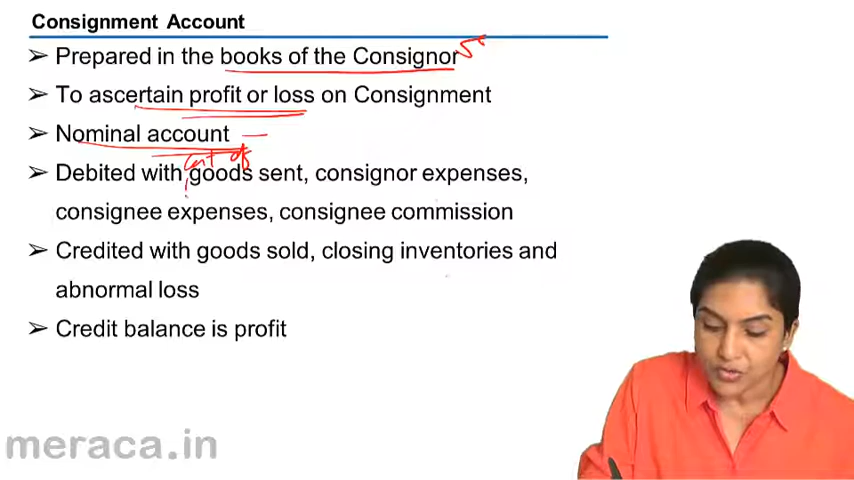 Consignment Account
➢ Prepared in the books of the Consignor
➢ To ascertain profit or loss on Consignment
➢ Nominal account
cost of
➢ Debited with goods sent, consignor expenses,
consignee expenses, consignee commission
➢ Credited with goods sold, closing inventories and
abnormal loss
➢ Credit balance is profit
meraca.in